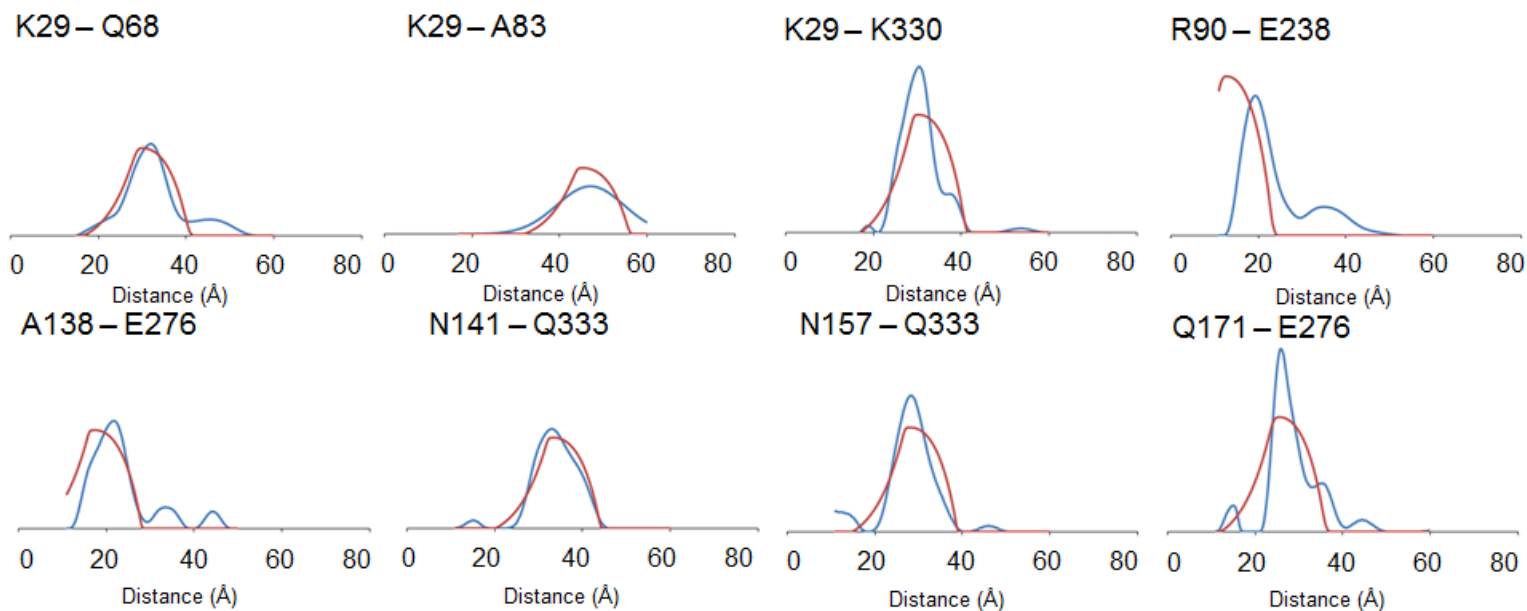 K29 – Q68
K29 – A83
K29 – K330
R90 – E238
0 20 40 60 80
0 20 40 60 80
0 20 40 60 80
0 20 40 60 80
Distance (Å)
Distance (Å)
Distance (Å)
Distance (Å)
A138 – E276
N141 – Q333
N157 – Q333
Q171 – E276
0 20 40 60 80
0 20 40 60 80
0 20 40 60 80
0 20 40 60 80
Distance (Å)
Distance (Å)
Distance (Å)
Distance (Å)